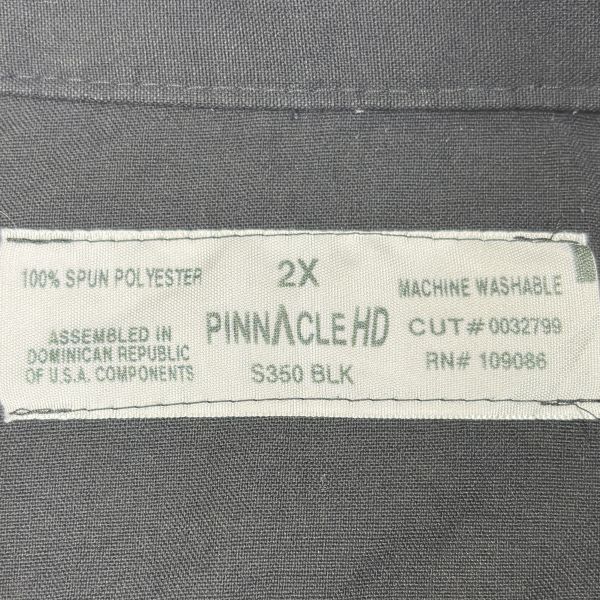 100% SPUN POLYESTER
ASSEMBLED IN
DOMINICAN REPUBLIC
OF U.S.A. COMPONENTS
2X
PINNACLE HD
S350 BLK
MACHINE WASHABLE
CUT# 0032799
RN# 109086